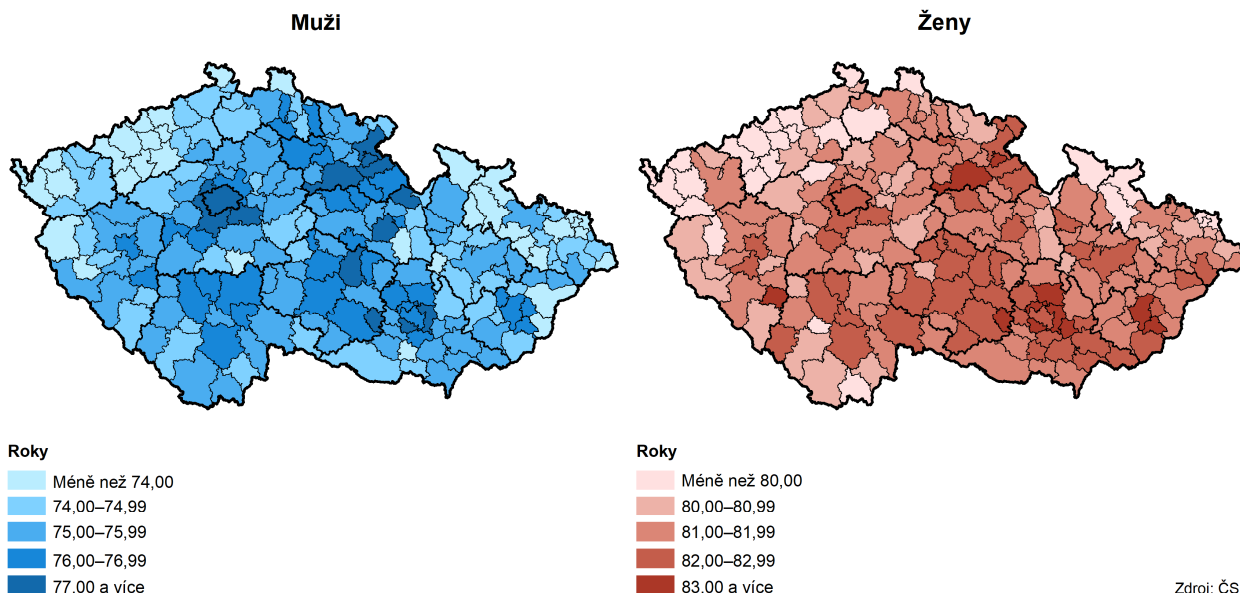 Muži
Ženy
Roky
Méně než 74,00
74,00–74,99
75,00–75,99
76,00–76,99
77,00 a více
Roky
Méně než 80,00
80,00–80,99
81,00–81,99
82,00–82,99
83,00 a více
Zdroj: ČS